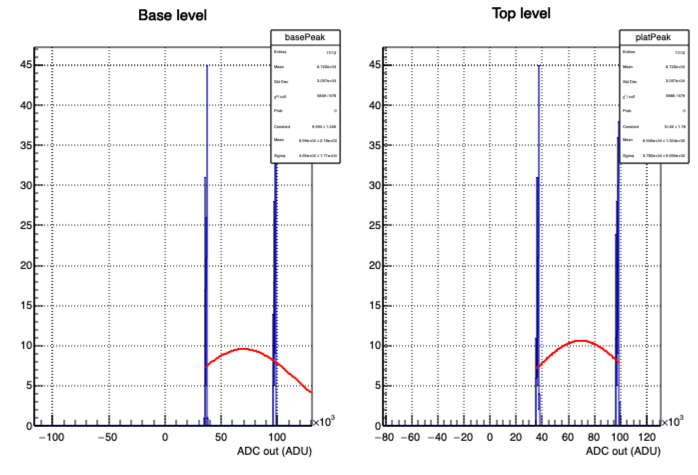 Base level
Top level
basePeak
Entries
Mean
Std Dev
Prob 0
Constant
Mean
Sigma
platPeak
Entries
Mean
Std Dev
Prob 0
Constant
Mean
Sigma
45
40
35
30
25
20
15
10
5
0
−100 −50 0 50 100
×10³
ADC out (ADU)
45
40
35
30
25
20
15
10
5
0
−80 −60 −40 −20 0 20 40 60 80 100 120
×10³
ADC out (ADU)